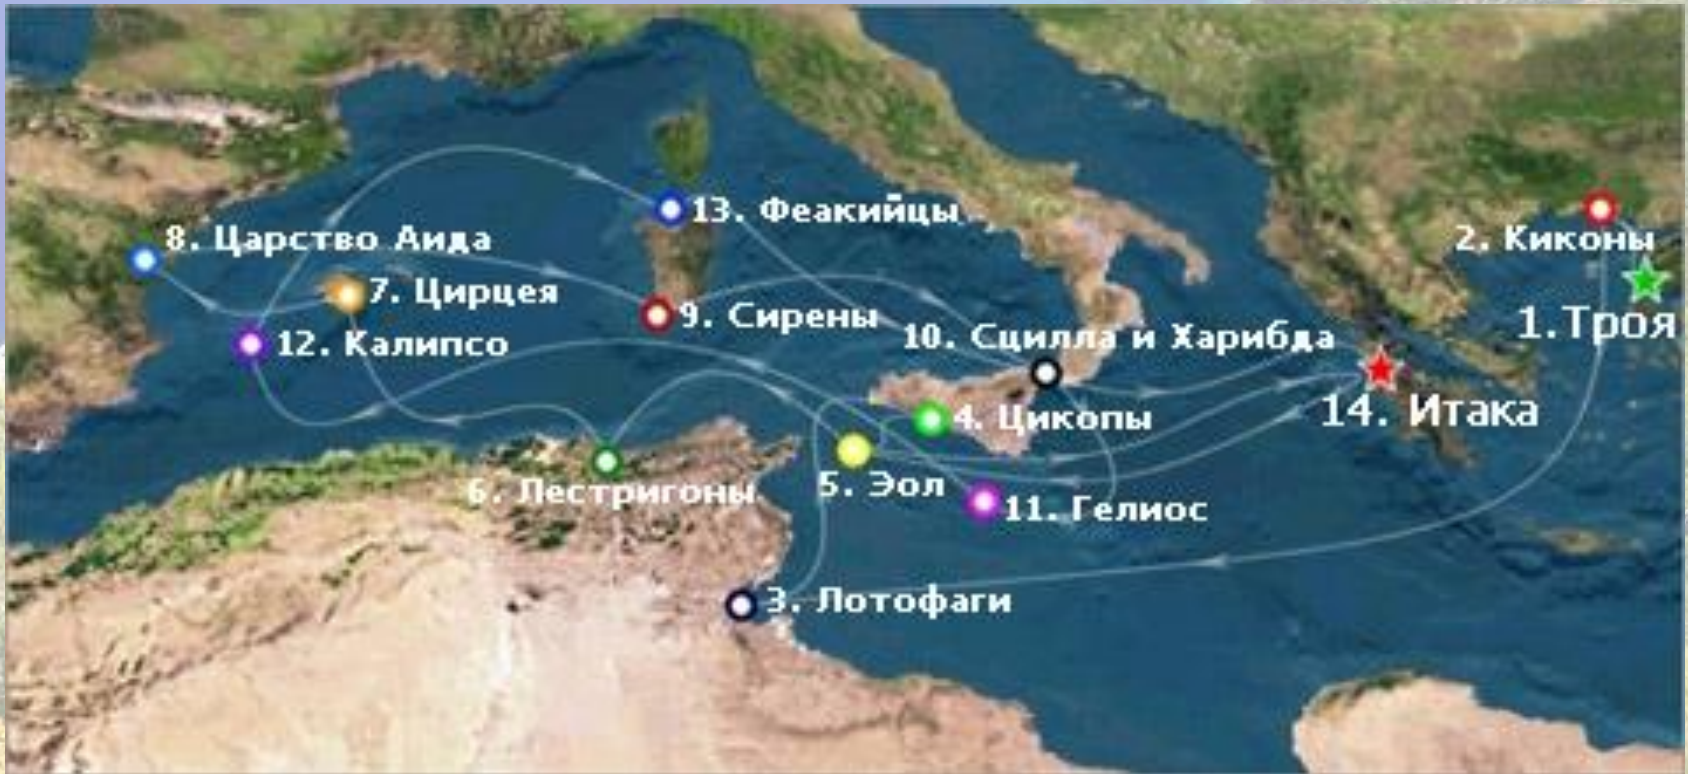 13. Феакийцы
8. Царство Аида
2. Киконы
7. Цирцея
9. Сирены
1.Троя
12. Калипсо
10. Сцилла и Харибда
4. Цикопы
14. Итака
6. Лестригоны
5. Эол
11. Гелиос
3. Лотофаги